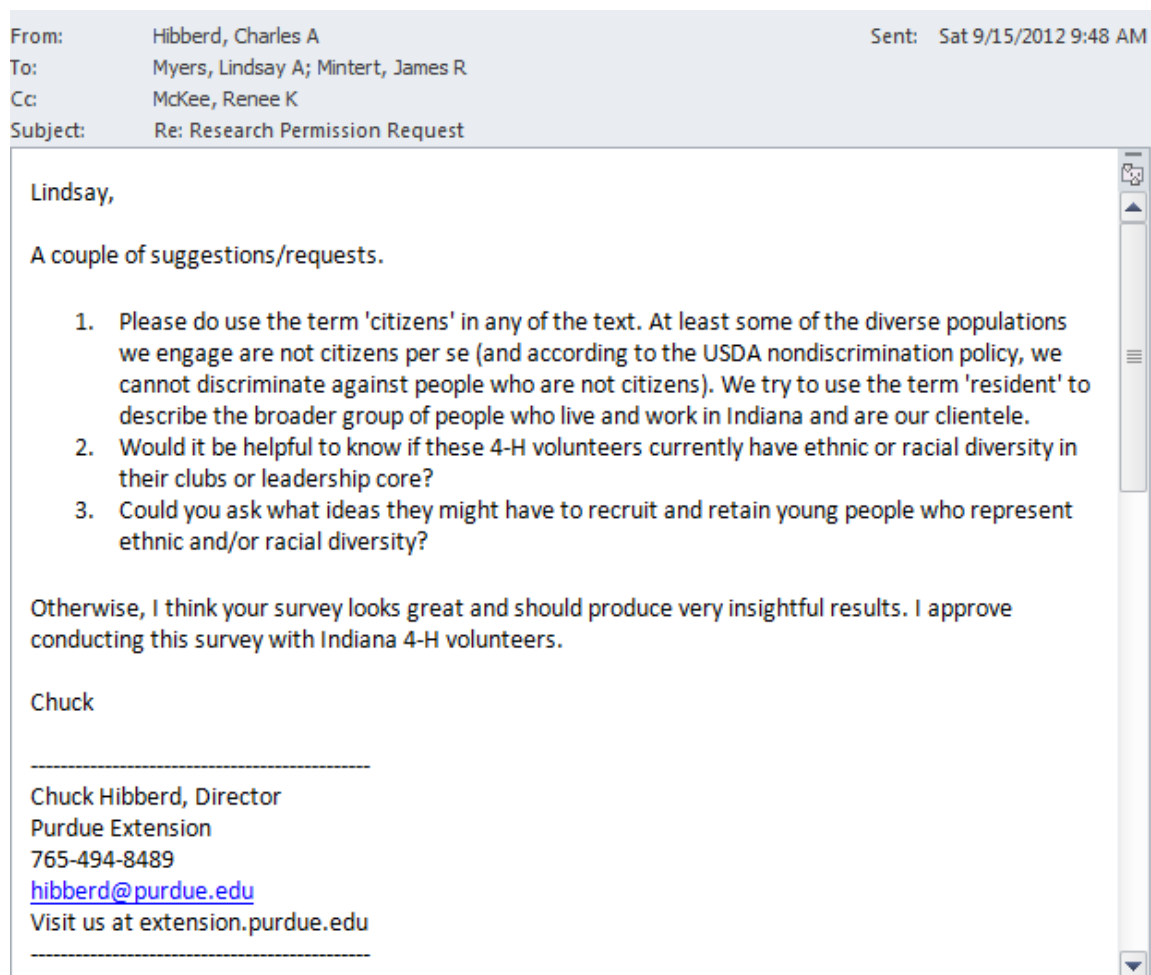 From: Hibberd, Charles A Sent: Sat 9/15/2012 9:48 AM
To: Myers, Lindsay A; Mintert, James R
Cc: McKee, Renee K
Subject: Re: Research Permission Request
Lindsay,
A couple of suggestions/requests.
1. Please do use the term 'citizens' in any of the text. At least some of the diverse populations
we engage are not citizens per se (and according to the USDA nondiscrimination policy, we
cannot discriminate against people who are not citizens). We try to use the term 'resident' to
describe the broader group of people who live and work in Indiana and are our clientele.
2. Would it be helpful to know if these 4-H volunteers currently have ethnic or racial diversity in
their clubs or leadership core?
3. Could you ask what ideas they might have to recruit and retain young people who represent
ethnic and/or racial diversity?
Otherwise, I think your survey looks great and should produce very insightful results. I approve
conducting this survey with Indiana 4-H volunteers.
Chuck
--------------------------------------------
Chuck Hibberd, Director
Purdue Extension
765-494-8489
hibberd@purdue.edu
Visit us at extension.purdue.edu
--------------------------------------------